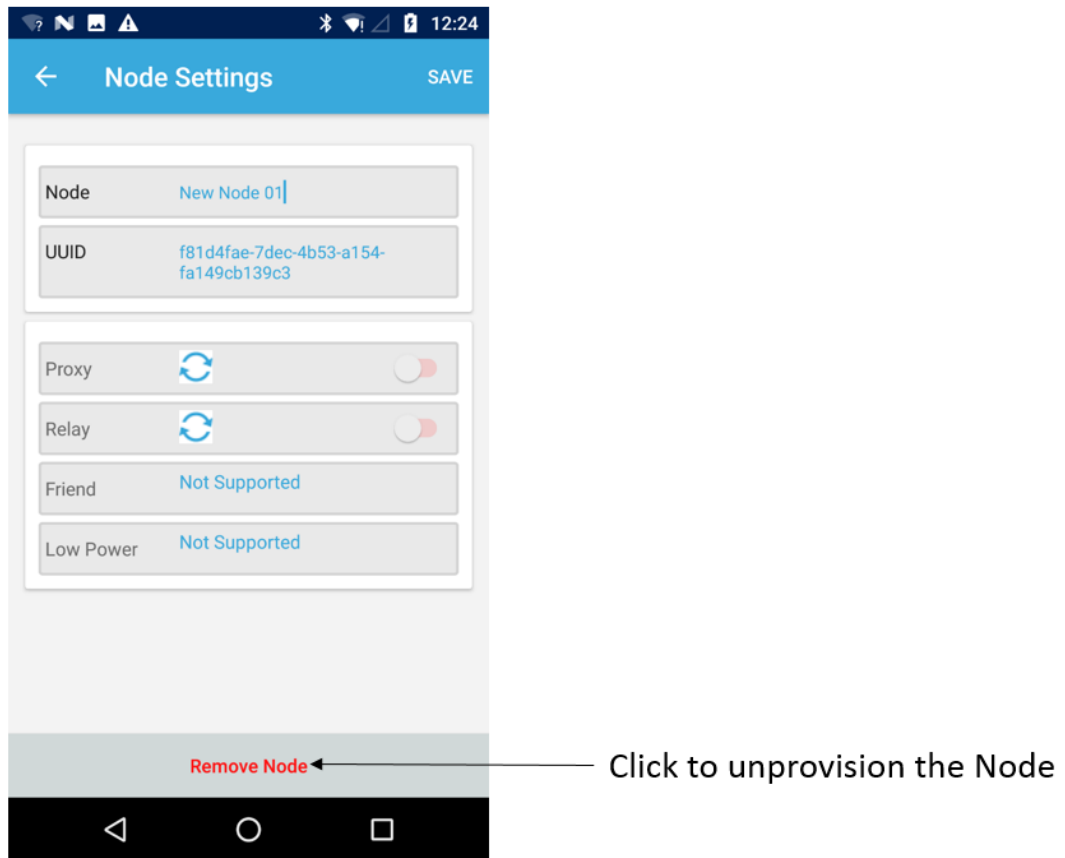 12:24
Node Settings SAVE
Node New Node 01
UUID f81d4fae-7dec-4b53-a154-
fa149cb139c3
Proxy
Relay
Friend Not Supported
Low Power Not Supported
Remove Node Click to unprovision the Node